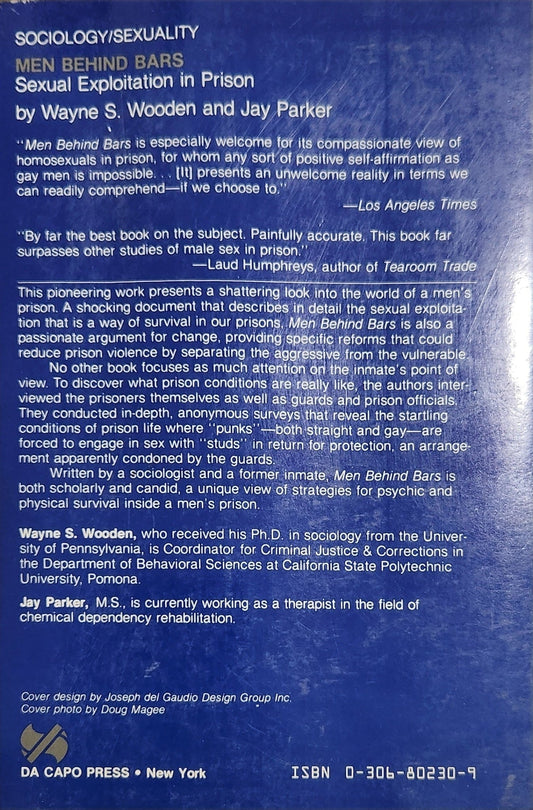 SOCIOLOGY/SEXUALITY
MEN BEHIND BARS
Sexual Exploitation in Prison
by Wayne S. Wooden and Jay Parker
"Men Behind Bars is especially welcome for its compassionate view of
homosexuals in prison, for whom any sort of positive self-affirmation as
gay men is impossible. . . [It] presents an unwelcome reality in terms we
can readily comprehend—if we choose to."
—Los Angeles Times
"By far the best book on the subject. Painfully accurate. This book far
surpasses other studies of male sex in prison."
—Laud Humphreys, author of Tearoom Trade
This pioneering work presents a shattering look into the world of a men's
prison. A shocking document that describes in detail the sexual exploita-
tion that is a way of survival in our prisons, Men Behind Bars is also a
passionate argument for change, providing specific reforms that could
reduce prison violence by separating the aggressive from the vulnerable.
No other book focuses as much attention on the inmate's point of
view. To discover what prison conditions are really like, the authors inter-
viewed the prisoners themselves as well as guards and prison officials.
They conducted in-depth, anonymous surveys that reveal the startling
conditions of prison life where "punks"—both straight and gay—are
forced to engage in sex with "studs" in return for protection, an arrange-
ment apparently condoned by the guards.
Written by a sociologist and a former inmate, Men Behind Bars is
both scholarly and candid, a unique view of strategies for psychic and
physical survival inside a men's prison.
Wayne S. Wooden, who received his Ph.D. in sociology from the Univer-
sity of Pennsylvania, is Coordinator for Criminal Justice & Corrections in
the Department of Behavioral Sciences at California State Polytechnic
University, Pomona.
Jay Parker, M.S., is currently working as a therapist in the field of
chemical dependency rehabilitation.
Cover design by Joseph del Gaudio Design Group Inc.
Cover photo by Doug Magee
DA CAPO PRESS • New York
ISBN 0-306-80230-9